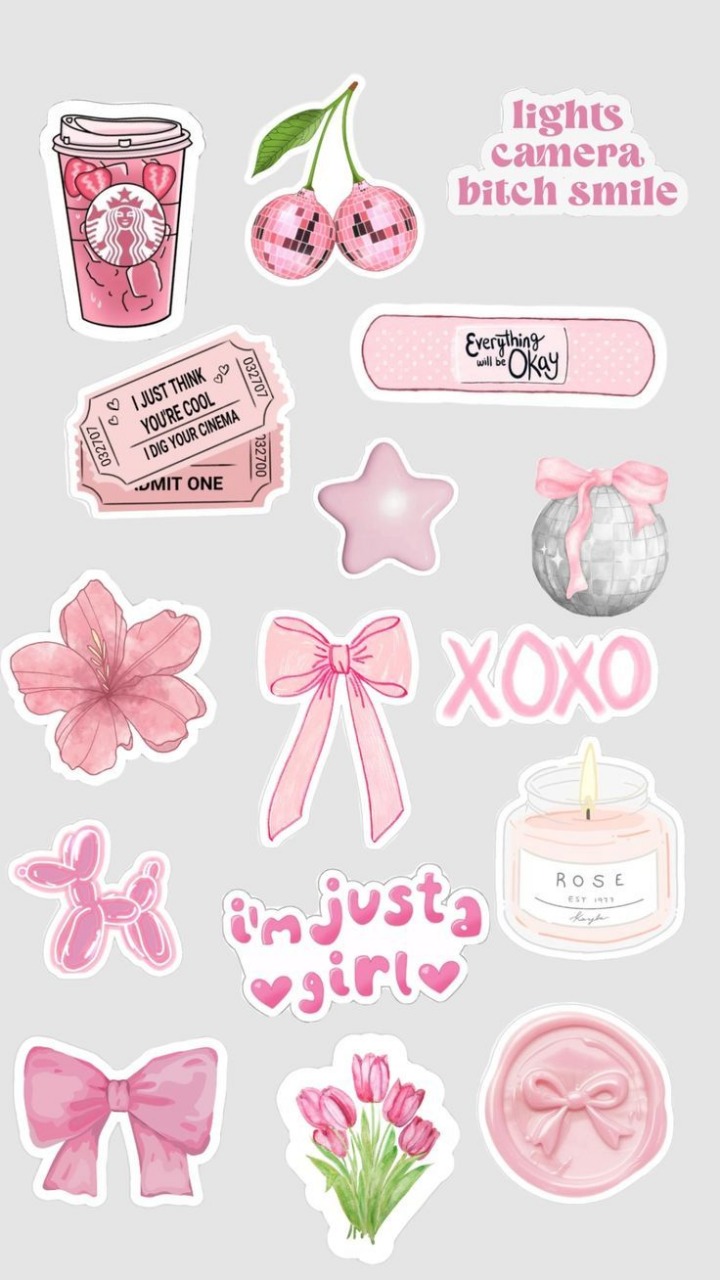 lights
camera
bitch smile
Everything
will be Okay
I JUST THINK
YOU'RE COOL
I DIG YOUR CINEMA
032707
032707
032700
DMIT ONE
XOXO
ROSE
EST 1977
Kayla
i'm just a
girl